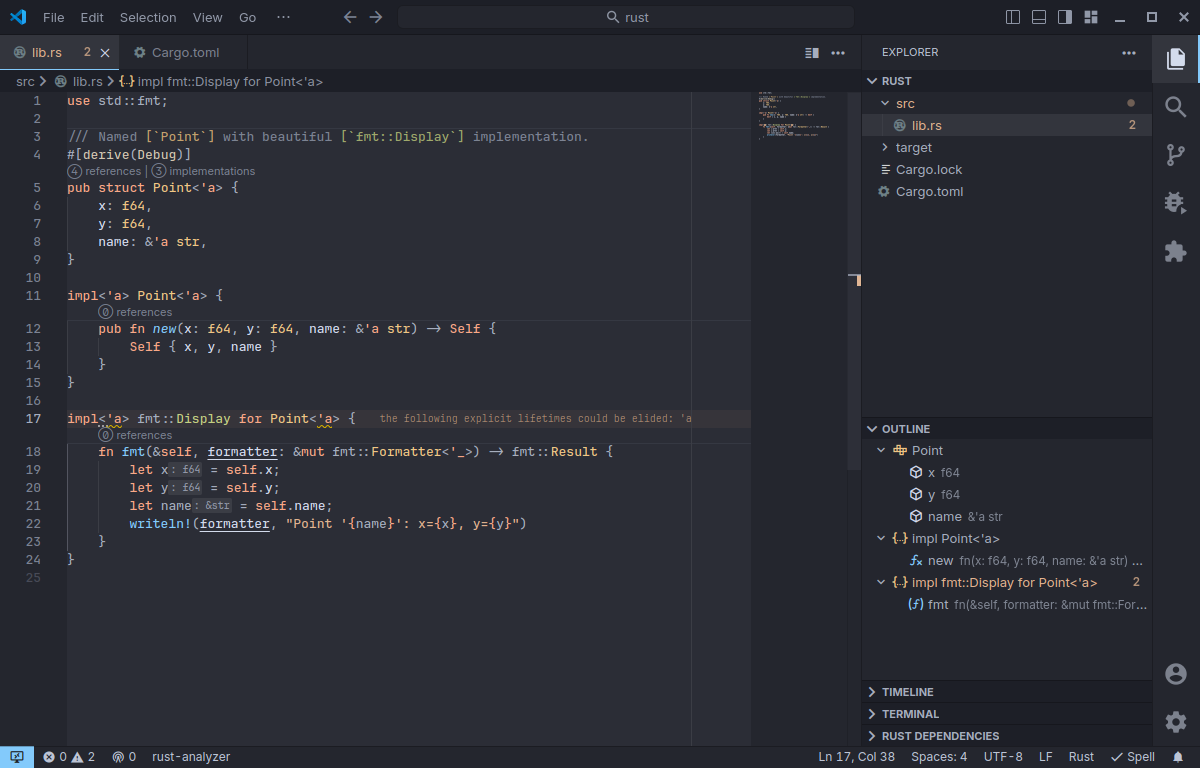 File Edit Selection View Go ··· rust
lib.rs 2 Cargo.toml
src > lib.rs > {..} impl fmt::Display for Point<'a>
1 use std::fmt;
2
3 /// Named [`Point`] with beautiful [`fmt::Display`] implementation.
4 #[derive(Debug)]
4 references | 3 implementations
5 pub struct Point<'a> {
6 x: f64,
7 y: f64,
8 name: &'a str,
9 }
10
11 impl<'a> Point<'a> {
0 references
12 pub fn new(x: f64, y: f64, name: &'a str) -> Self {
13 Self { x, y, name }
14 }
15 }
16
17 impl<'a> fmt::Display for Point<'a> { the following explicit lifetimes could be elided: 'a
0 references
18 fn fmt(&self, formatter: &mut fmt::Formatter<'_>) -> fmt::Result {
19 let x: f64 = self.x;
20 let y: f64 = self.y;
21 let name: &str = self.name;
22 writeln!(formatter, "Point '{name}': x={x}, y={y}")
23 }
24 }
25
EXPLORER ···
RUST
src
lib.rs 2
target
Cargo.lock
Cargo.toml
OUTLINE
Point
x f64
y f64
name &'a str
{..} impl Point<'a>
new fn(x: f64, y: f64, name: &'a str) ...
{..} impl fmt::Display for Point<'a> 2
fmt fn(&self, formatter: &mut fmt::For...
TIMELINE
TERMINAL
RUST DEPENDENCIES
0 2 0 rust-analyzer Ln 17, Col 38 Spaces: 4 UTF-8 LF Rust Spell